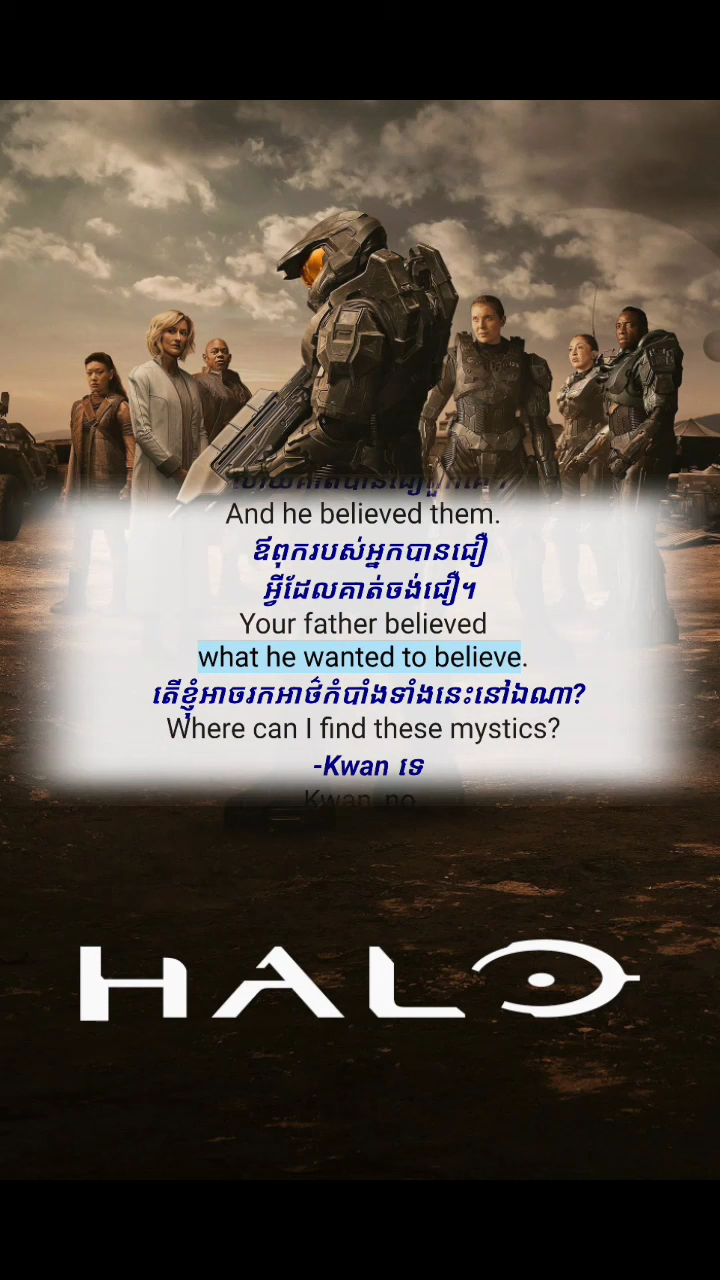 And he believed them.
ឪពុករបស់អ្នកបានជឿ
អ្វីដែលគាត់ចង់ជឿ។
Your father believed
what he wanted to believe.
តើខ្ញុំអាចរកអាថ៌កំបាំងទាំងនេះនៅឯណា?
Where can I find these mystics?
-Kwan ទេ
Kwan, no
HALO